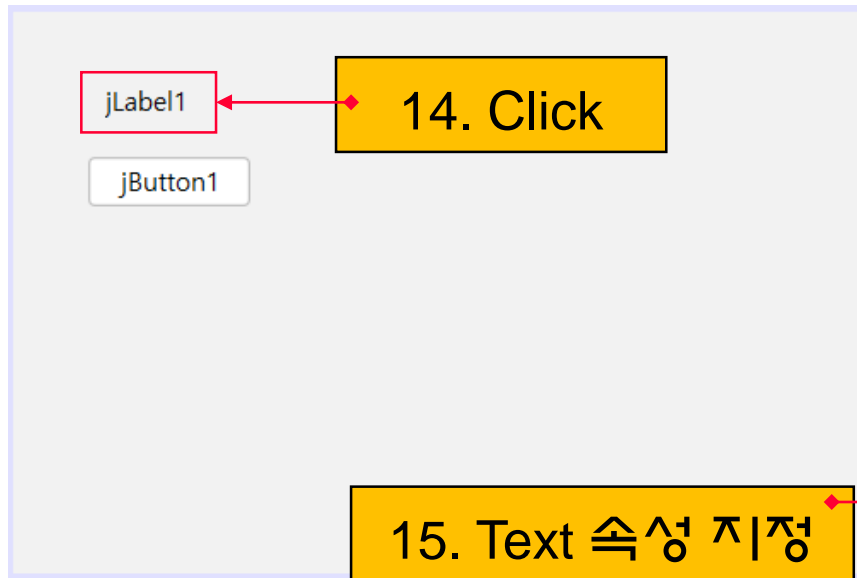 jLabel1
14. Click
jButton1
15. Text 속성 지정